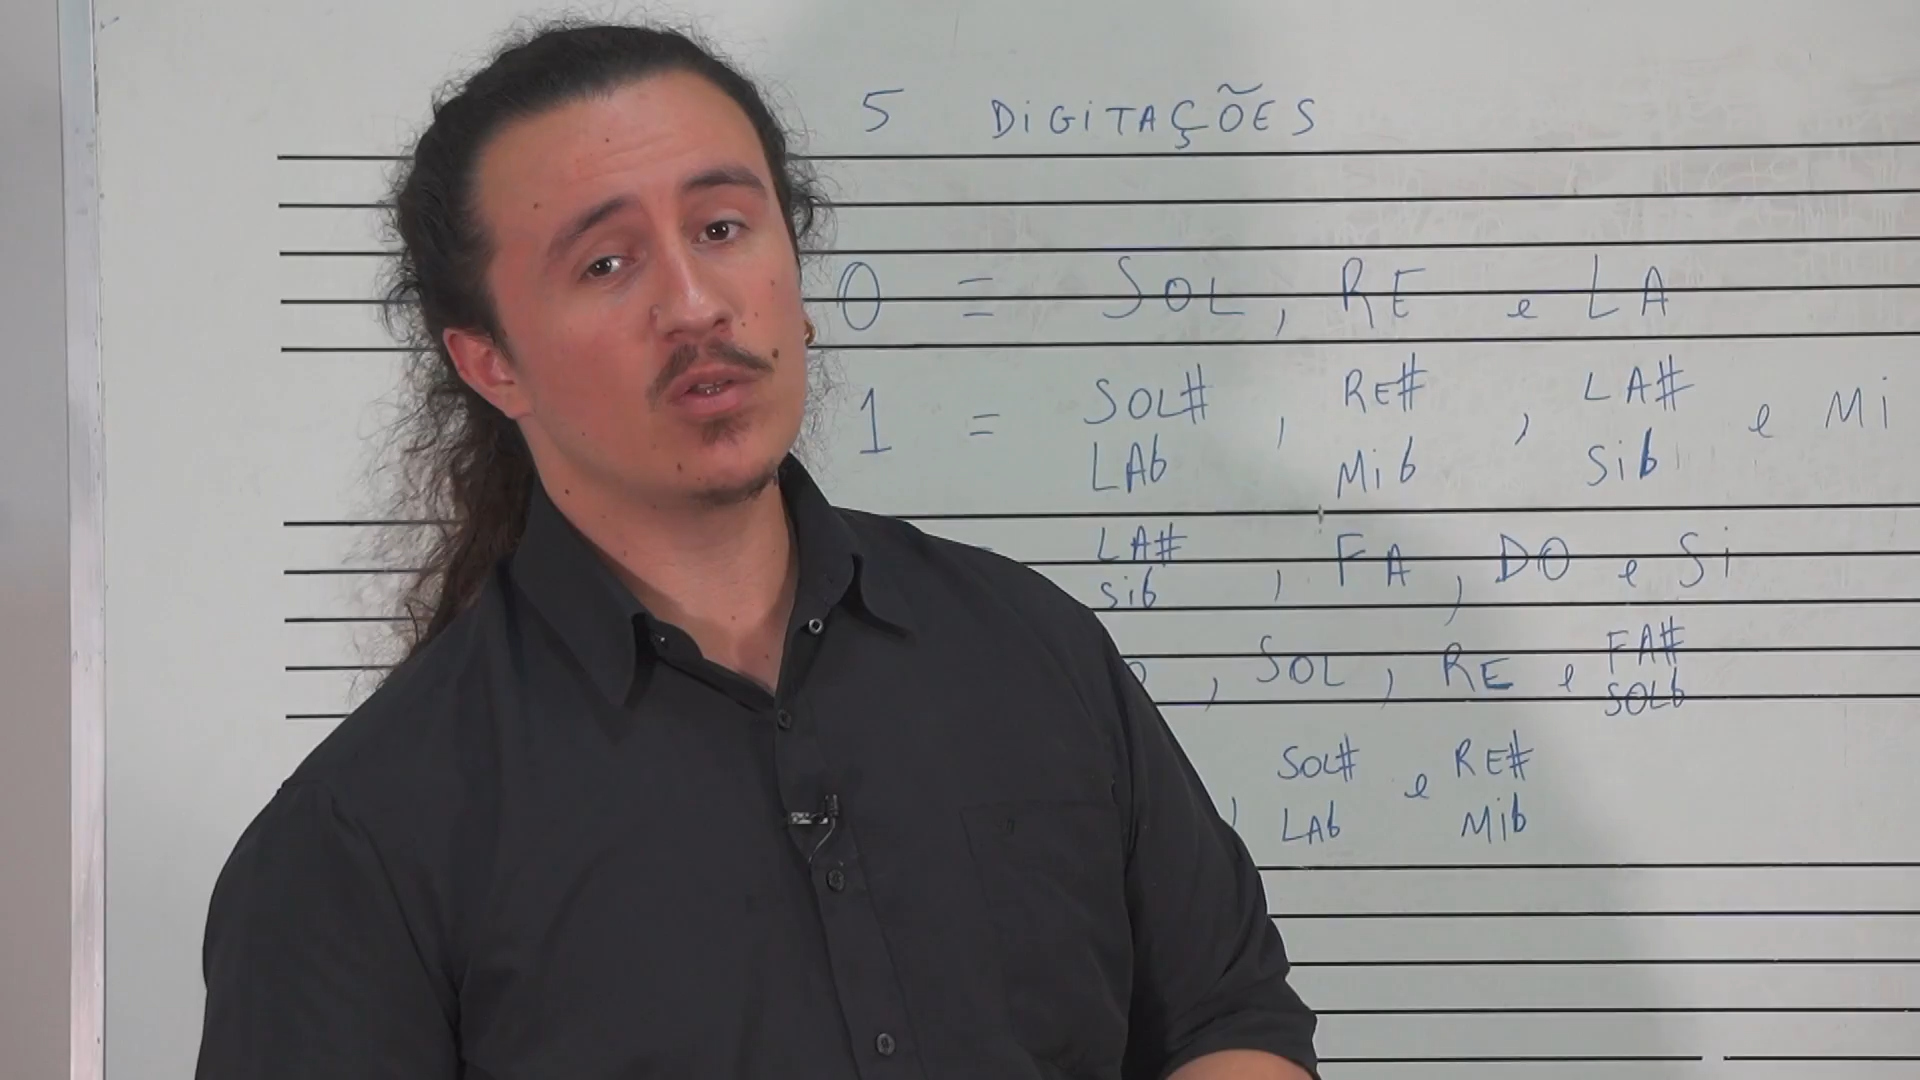 5 DiGiTAÇÕES
0 = SOL, RE e LA
1 = SOL# , RE# , LA# e Mi
LAb Mib Sib
LA# , FA, DO e Si
Sib
, SOL, RE e FA#
SOLb
, SOL# e RE#
LAb Mib